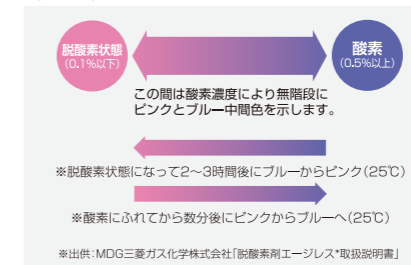 脱酸素状態
(0.1%以下)
酸素
(0.5%以上)
この間は酸素濃度により無階段に
ピンクとブルー中間色を示します。
※脱酸素状態になって2〜3時間後にブルーからピンク(25℃)
※酸素にふれてから数分後にピンクからブルーへ(25℃)
※出供:MDG三菱ガス化学株式会社「脱酸素剤エージレス*取扱説明書」